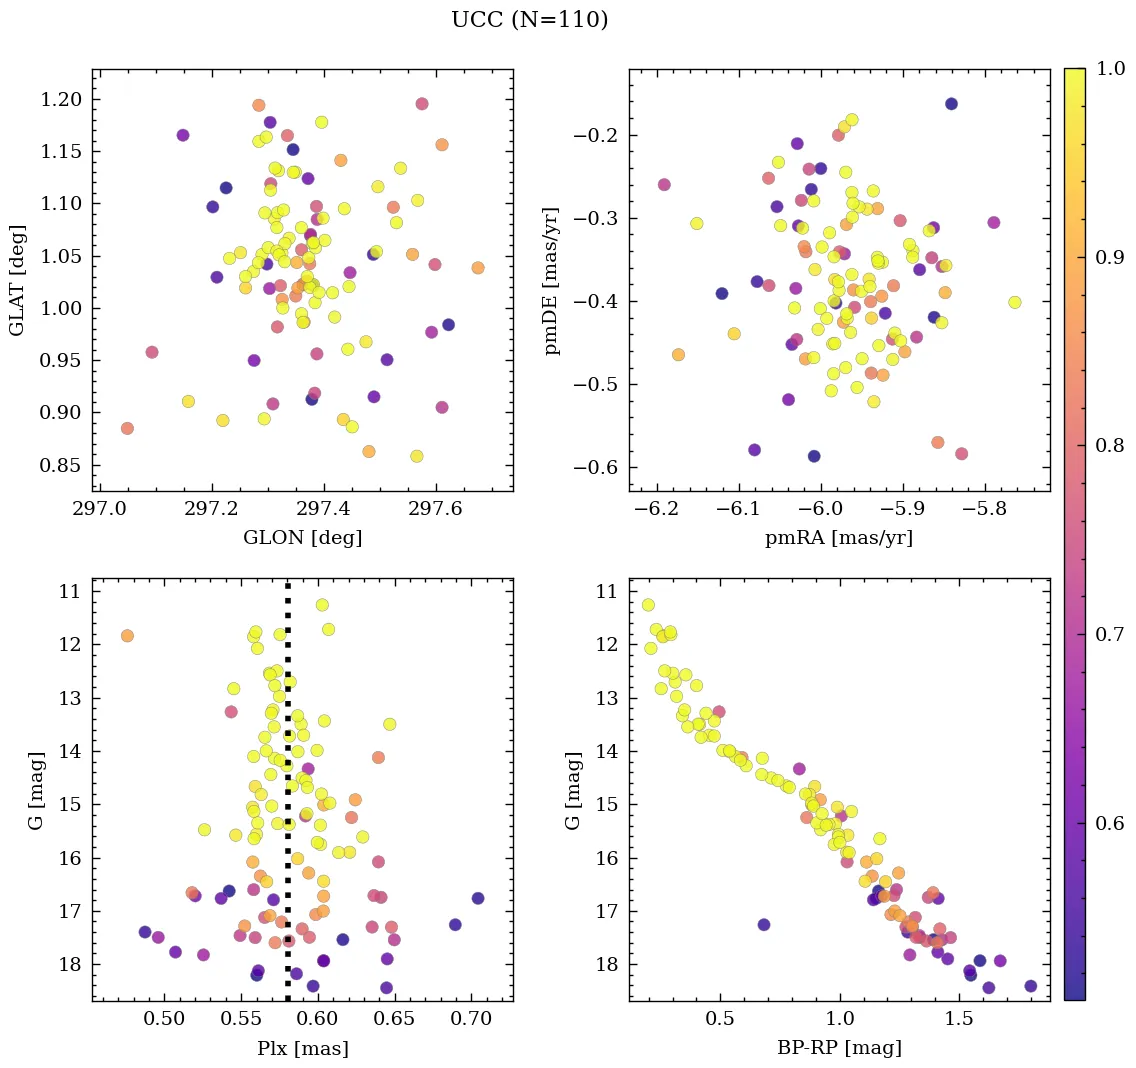 UCC (N=110)
1.20
1.15
1.10
1.05
1.00
0.95
0.90
0.85
GLAT [deg]
297.0 297.2 297.4 297.6
GLON [deg]
−0.2
−0.3
−0.4
−0.5
−0.6
pmDE [mas/yr]
−6.2 −6.1 −6.0 −5.9 −5.8
pmRA [mas/yr]
11
12
13
14
15
16
17
18
G [mag]
0.50 0.55 0.60 0.65 0.70
Plx [mas]
11
12
13
14
15
16
17
18
G [mag]
0.5 1.0 1.5
BP-RP [mag]
1.0
0.9
0.8
0.7
0.6